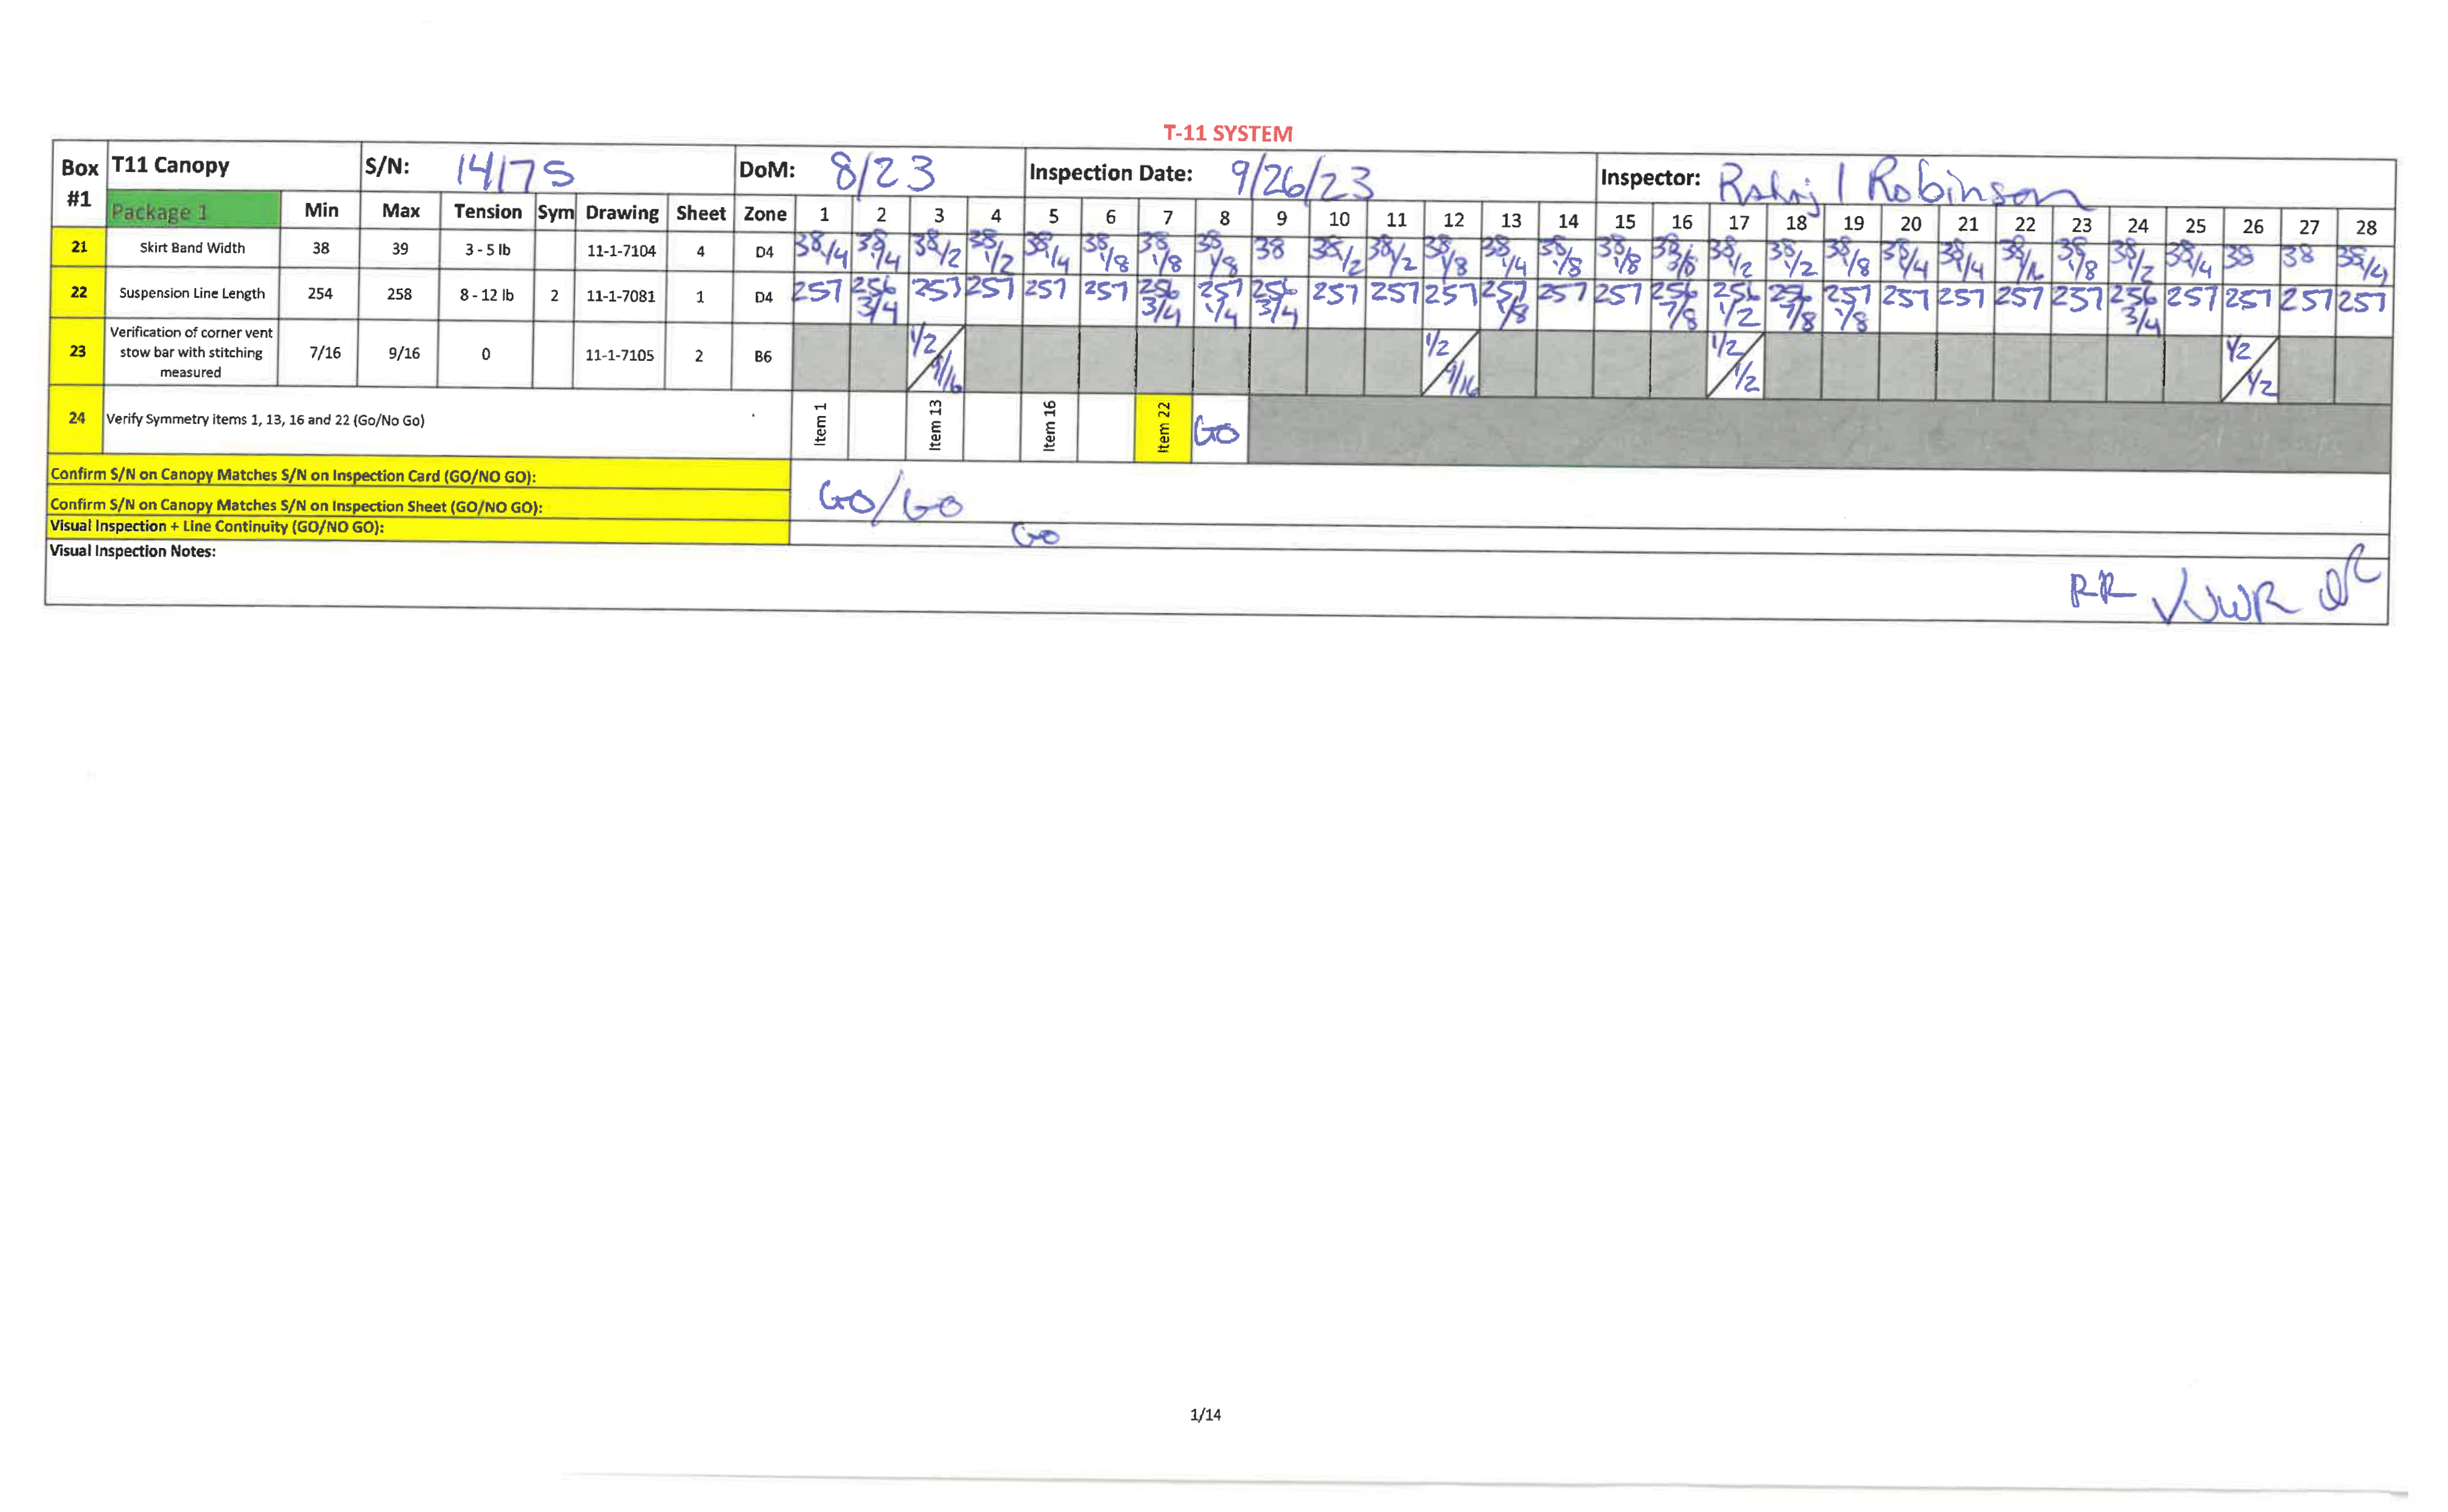 T-11 SYSTEM
Box #1 T11 Canopy S/N: 14175 DoM: 8/23 Inspection Date: 9/26/23 Inspector: Robinson
Package 1 Min Max Tension Sym Drawing Sheet Zone 1 2 3 4 5 6 7 8 9 10 11 12 13 14 15 16 17 18 19 20 21 22 23 24 25 26 27 28
21 Skirt Band Width 38 39 3 - 5 lb 11-1-7104 4 D4 38 1/4 38 1/4 38 1/2 38 1/2 38 1/4 38 1/8 38 1/8 38 1/8 38 38 1/2 38 1/2 38 1/8 38 1/4 38 1/8 38 1/8 38 3/8 38 1/2 38 1/2 38 1/8 38 1/4 38 1/4 38 38 1/8 38 1/2 38 1/4 38 38 38 1/4
22 Suspension Line Length 254 258 8 - 12 lb 2 11-1-7081 1 D4 257 256 3/4 257 257 257 257 256 3/4 257 1/4 256 3/4 257 257 257 257 1/8 257 257 256 7/8 256 1/2 256 7/8 257 1/8 257 257 257 257 256 3/4 257 257 257 257
23 Verification of corner vent stow bar with stitching measured 7/16 9/16 0 11-1-7105 2 B6 1/2 9/16 1/2 9/16 1/2 1/2 1/2 1/2
24 Verify Symmetry items 1, 13, 16 and 22 (Go/No Go) Item 1 Item 13 Item 16 Item 22 GO
Confirm S/N on Canopy Matches S/N on Inspection Card (GO/NO GO):
Confirm S/N on Canopy Matches S/N on Inspection Sheet (GO/NO GO): GO/GO
Visual Inspection + Line Continuity (GO/NO GO): GO
Visual Inspection Notes:
RR
1/14